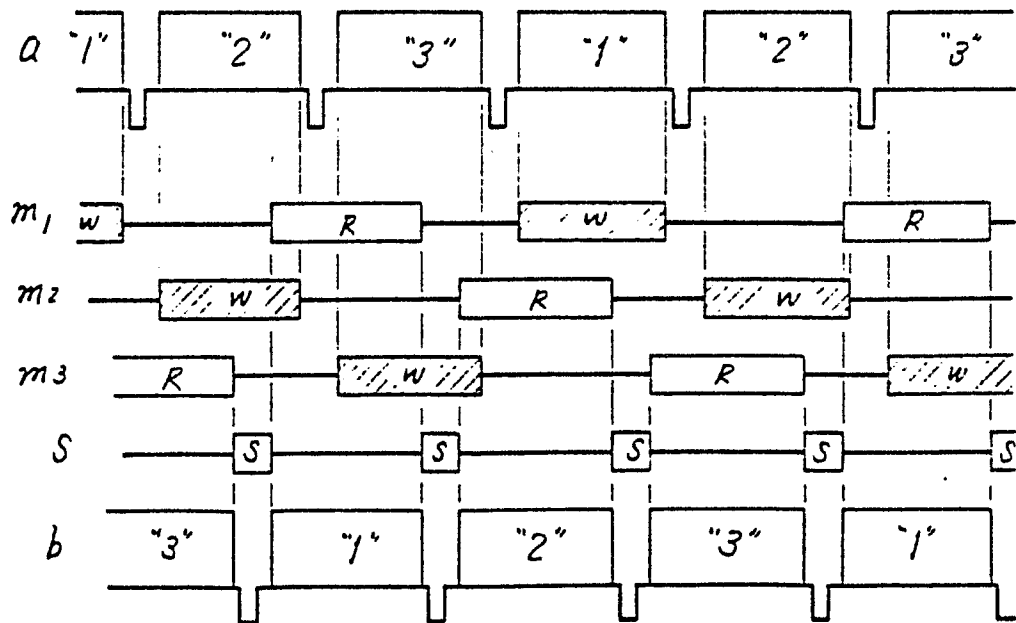 a "1" "2" "3" "1" "2" "3"
m1 W R W R
m2 W R W
m3 R W R W
S S S S S S
b "3" "1" "2" "3" "1"